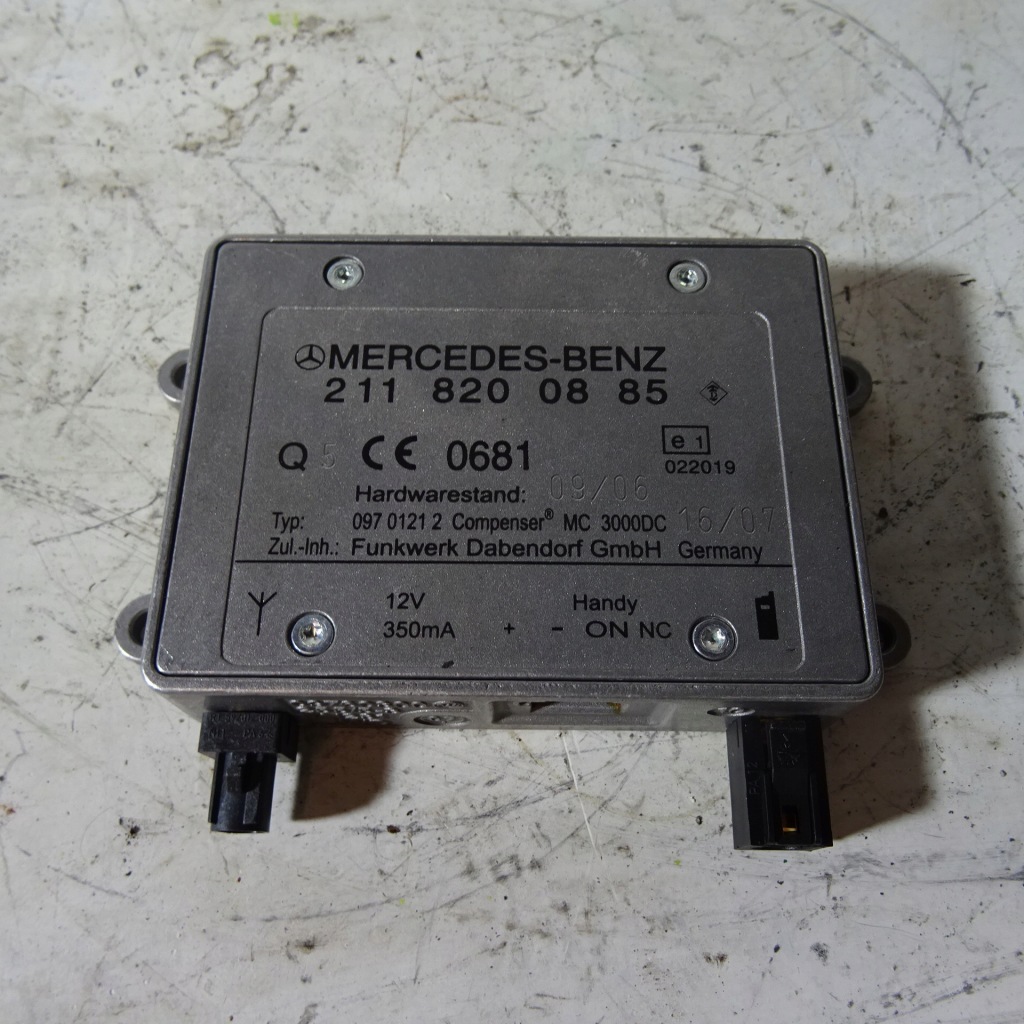 MERCEDES-BENZ
211 820 08 85
Q 5 CE 0681 e 1
022019
Hardwarestand: 09/06
Typ: 097 0121 2 Compenser® MC 3000DC 16/07
Zul.-Inh.: Funkwerk Dabendorf GmbH Germany
12V Handy
350mA + - ON NC